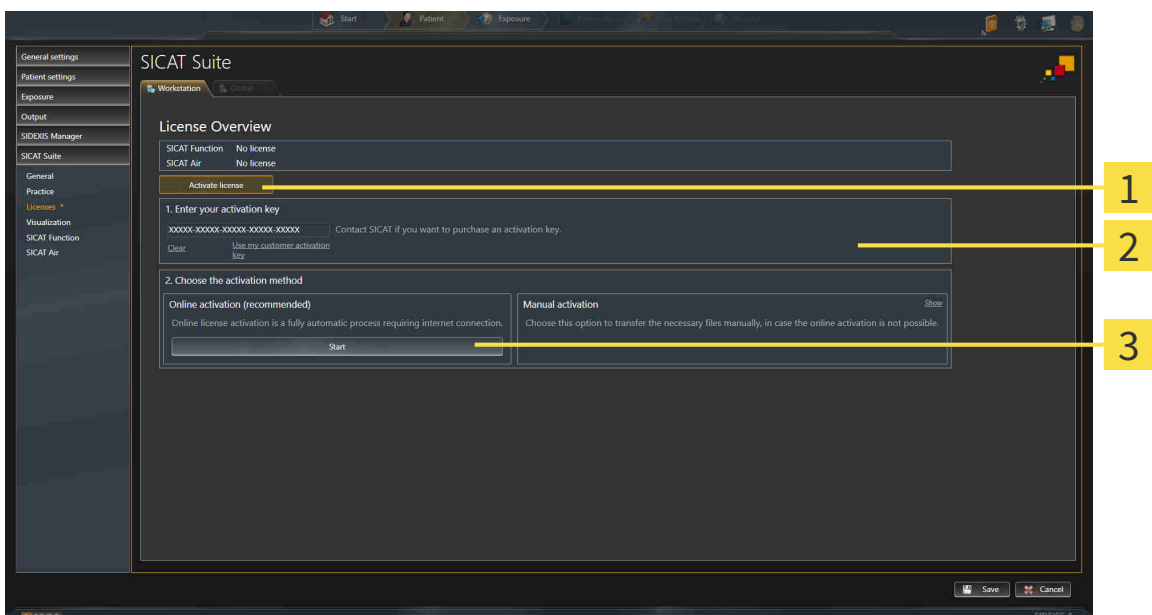 Start Patient Exposure
General settings
Patient settings
Exposure
Output
SIDEXIS Manager
SICAT Suite
General
Practice
Licenses *
Visualization
SICAT Function
SICAT Air
SICAT Suite
Workstation Global
License Overview
SICAT Function No license
SICAT Air No license
Activate license
1. Enter your activation key
XXXXX-XXXXX-XXXXX-XXXXX-XXXXX Contact SICAT if you want to purchase an activation key.
Clear Use my customer activation
key
2. Choose the activation method
Online activation (recommended)
Online license activation is a fully automatic process requiring internet connection.
Start
Manual activation Show
Choose this option to transfer the necessary files manually, in case the online activation is not possible.
1
2
3
Save Cancel